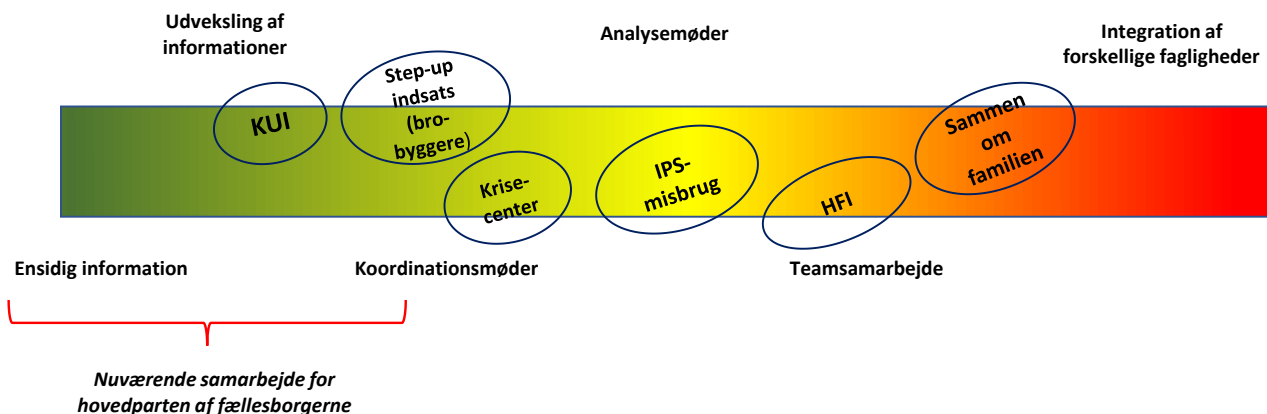 Udveksling af
informationer
Analysemøder
Integration af
forskellige fagligheder
KUI
Step-up
indsats
(bro-
byggere)
Krise-
center
IPS-
misbrug
HFI
Sammen
om
familien
Ensidig information
Koordinationsmøder
Teamsamarbejde
Nuværende samarbejde for
hovedparten af fællesborgerne